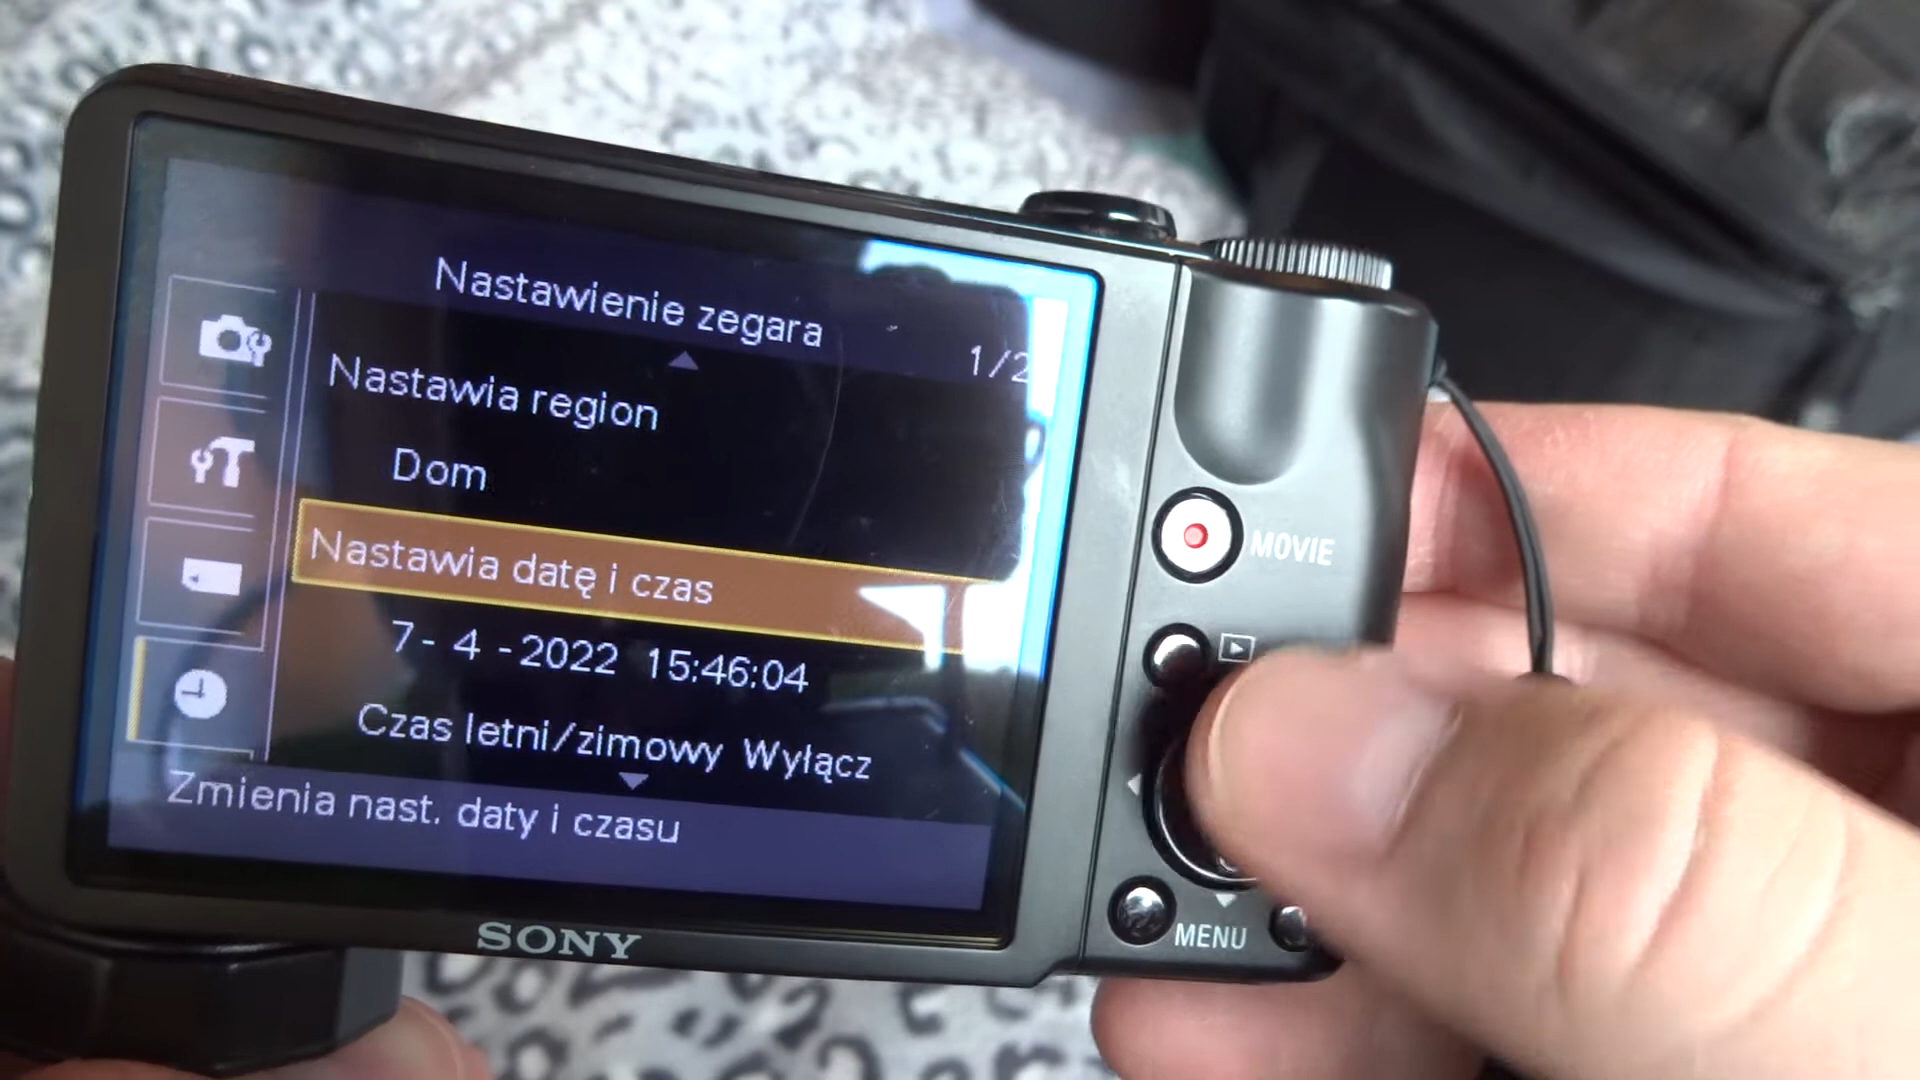 Nastawienie zegara
1/2
Nastawia region
Dom
Nastawia datę i czas
7 - 4 - 2022 15:46:04
Czas letni/zimowy Wyłącz
Zmienia nast. daty i czasu
SONY
MOVIE
MENU